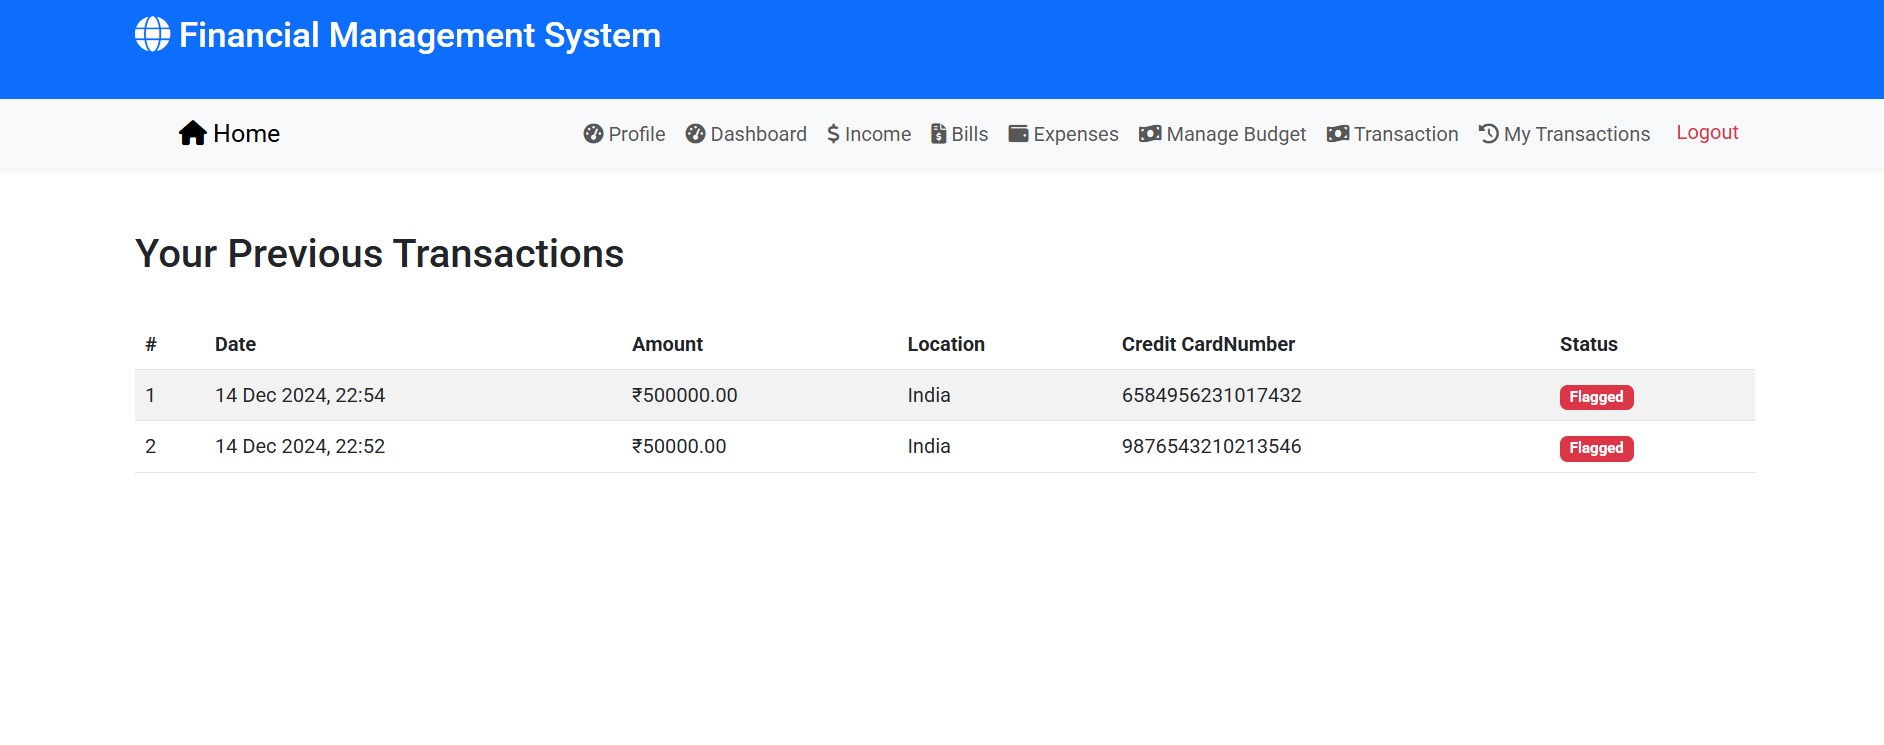 Financial Management System
Home Profile Dashboard Income Bills Expenses Manage Budget Transaction My Transactions Logout
Your Previous Transactions
# Date Amount Location Credit CardNumber Status
1 14 Dec 2024, 22:54 ₹500000.00 India 6584956231017432 Flagged
2 14 Dec 2024, 22:52 ₹50000.00 India 9876543210213546 Flagged